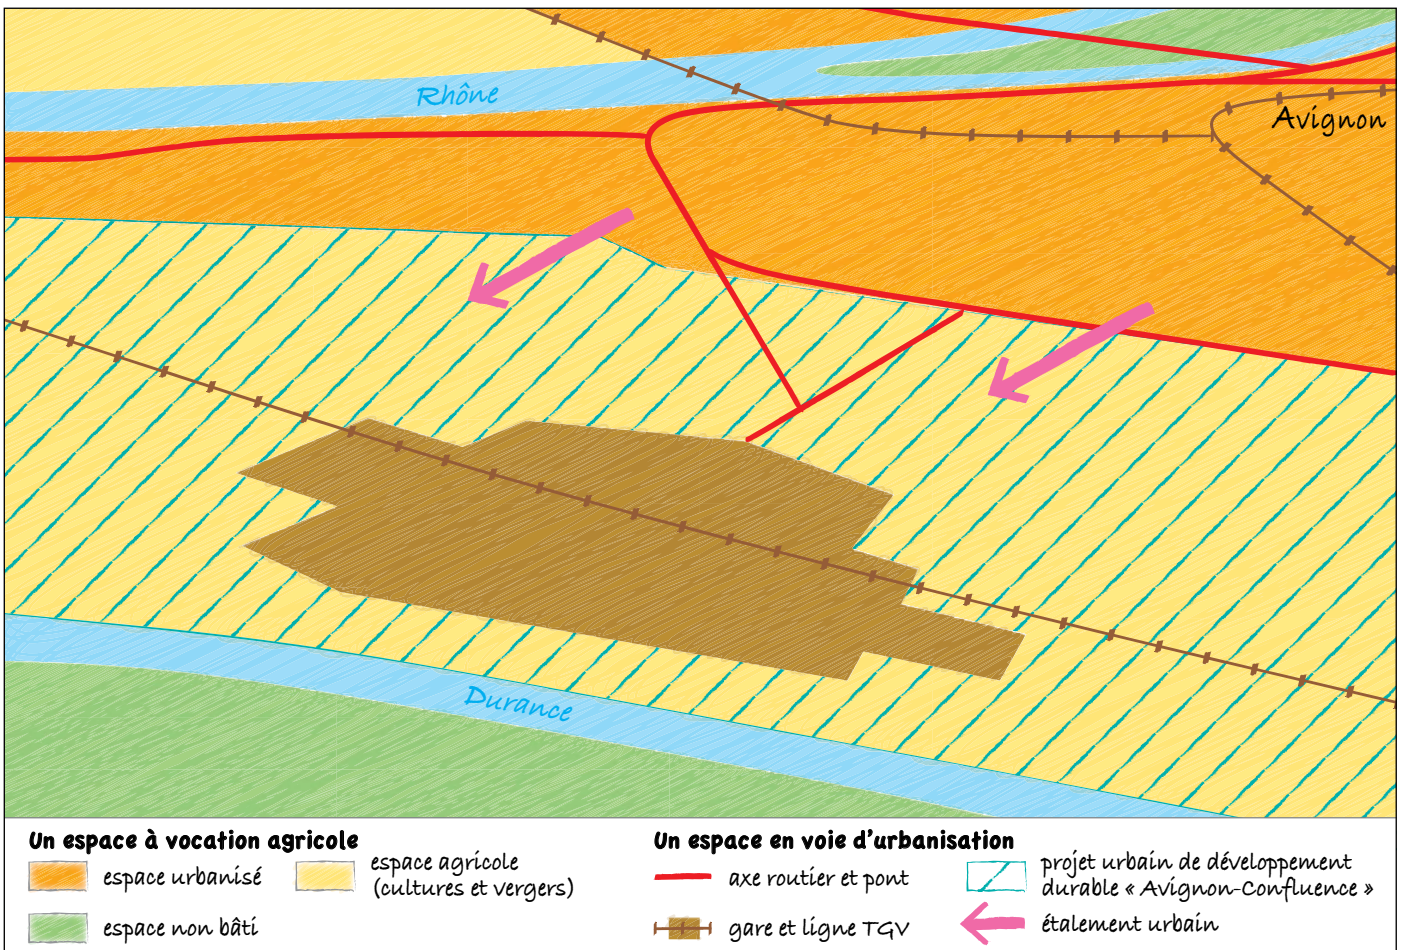 Rhône
Avignon
Durance
Un espace à vocation agricole
espace urbanisé
espace agricole
(cultures et vergers)
espace non bâti
Un espace en voie d'urbanisation
axe routier et pont
projet urbain de développement
durable « Avignon-Confluence »
gare et ligne TGV
étalement urbain